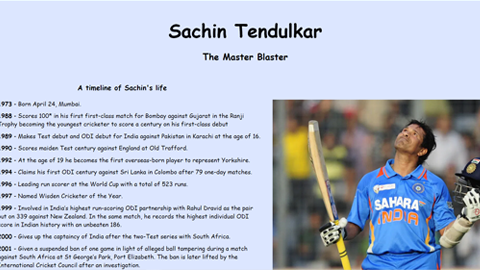 Sachin Tendulkar
The Master Blaster
A timeline of Sachin's life
1973 - Born April 24, Mumbai.
1988 - Scores 100* in his first first-class match for Bombay against Gujarat in the Ranji
Trophy becoming the youngest cricketer to score a century on his first-class debut
1989 - Makes Test debut and ODI debut for India against Pakistan in Karachi at the age of 16.
1990 - Scores maiden Test century against England at Old Trafford.
1992 - At the age of 19 he becomes the first overseas-born player to represent Yorkshire.
1994 - Claims his first ODI century against Sri Lanka in Colombo after 79 one-day matches.
1996 - Leading run scorer at the World Cup with a total of 523 runs.
1997 - Named Wisden Cricketer of the Year.
1999 - Involved in India's highest run-scoring ODI partnership with Rahul Dravid as the pair
put on 339 against New Zealand. In the same match, he records the highest individual ODI
score in Indian history with an unbeaten 186.
2000 - Gives up the captaincy of India after the two-Test series with South Africa.
2001 - Given a suspended ban of one game in light of alleged ball tampering during a match
against South Africa at St George's Park, Port Elizabeth. The ban is later lifted by the
International Cricket Council after an investigation.
SAHARA
INDIA